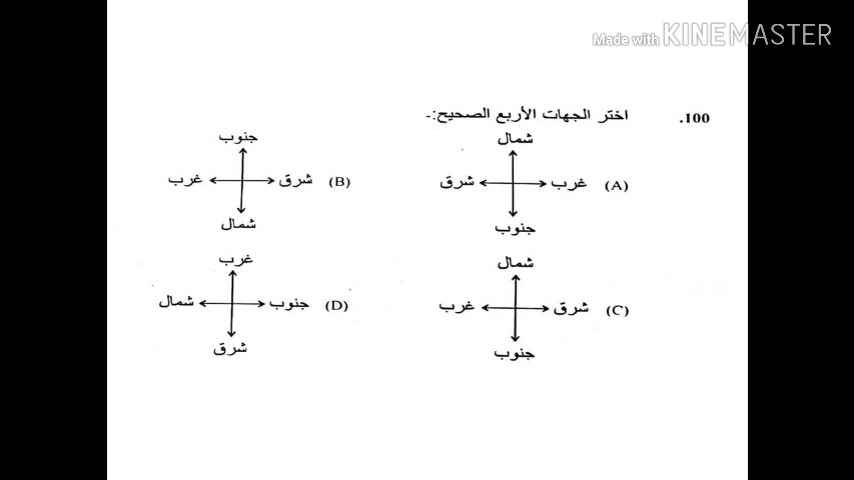 Made with KINEMASTER
100. اختر الجهات الأربع الصحيح:-
شمال
شرق غرب (A)
جنوب
جنوب
غرب شرق (B)
شمال
شمال
غرب شرق (C)
جنوب
غرب
شمال جنوب (D)
شرق